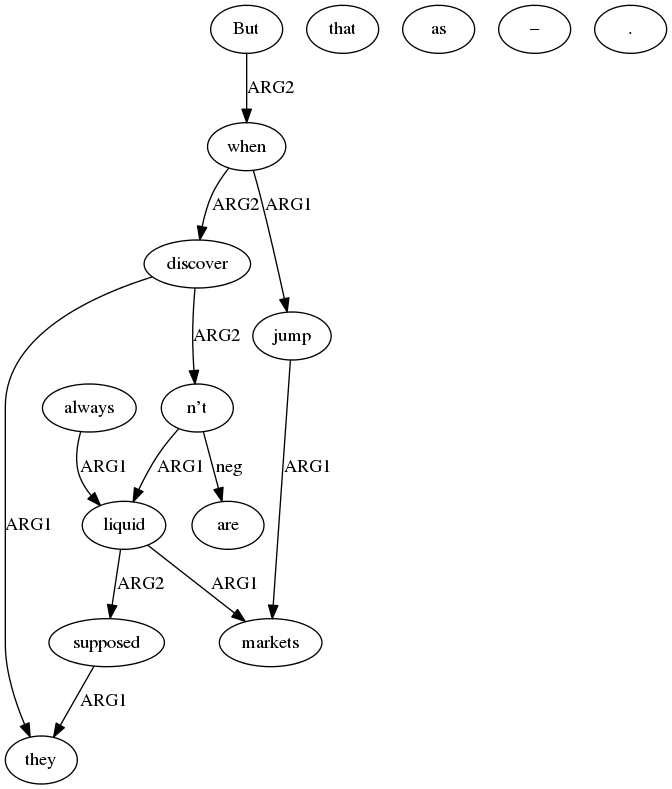 But that as – .
ARG2
when
ARG2 ARG1
discover
ARG2 jump
always n’t
ARG1 ARG1 neg ARG1
ARG1 liquid are
ARG2 ARG1
supposed markets
ARG1
they